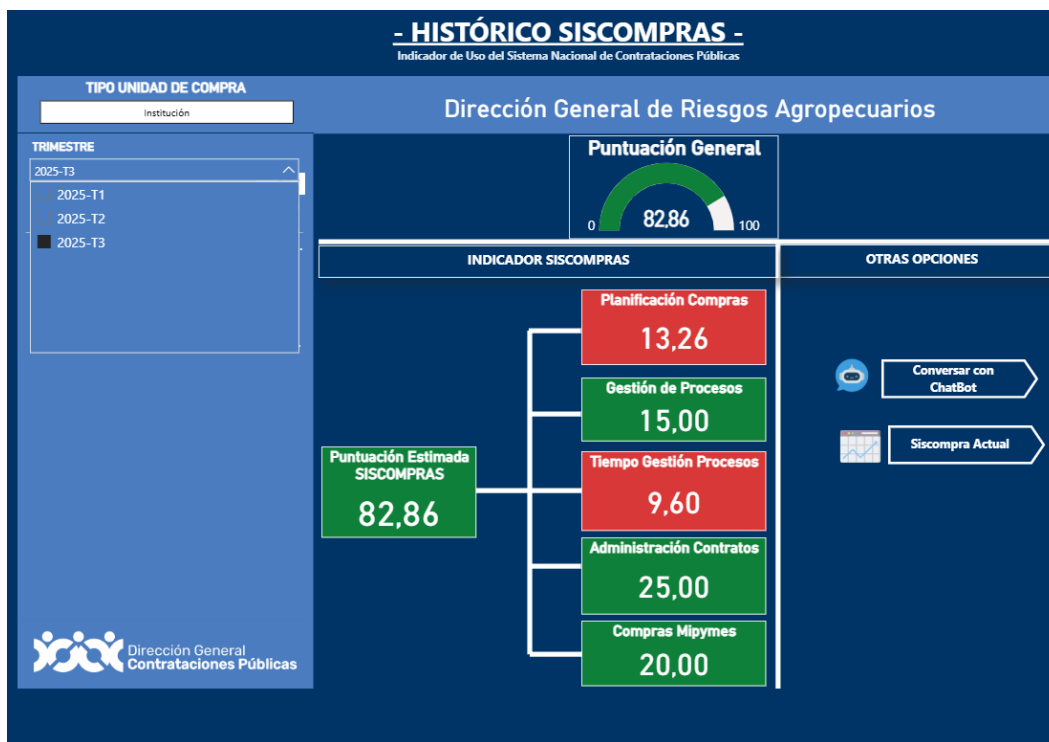 - HISTÓRICO SISCOMPRAS -
Indicador de Uso del Sistema Nacional de Contrataciones Públicas
TIPO UNIDAD DE COMPRA
Institución
Dirección General de Riesgos Agropecuarios
TRIMESTRE
2025-T3
2025-T1
2025-T2
2025-T3
Puntuación General
82,86
0
100
INDICADOR SISCOMPRAS
OTRAS OPCIONES
Planificación Compras
13,26
Gestión de Procesos
15,00
Puntuación Estimada
SISCOMPRAS
82,86
Tiempo Gestión Procesos
9,60
Administración Contratos
25,00
Compras Mipymes
20,00
Conversar con
ChatBot
Siscompra Actual
Dirección General
Contrataciones Públicas